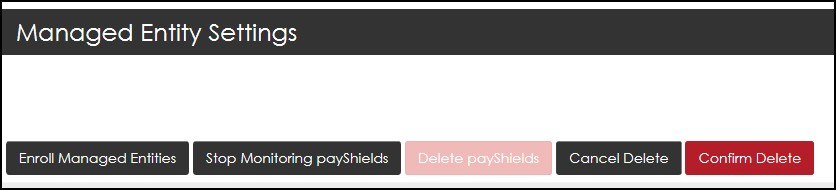 Managed Entity Settings
Enroll Managed Entities Stop Monitoring payShields Delete payShields Cancel Delete Confirm Delete